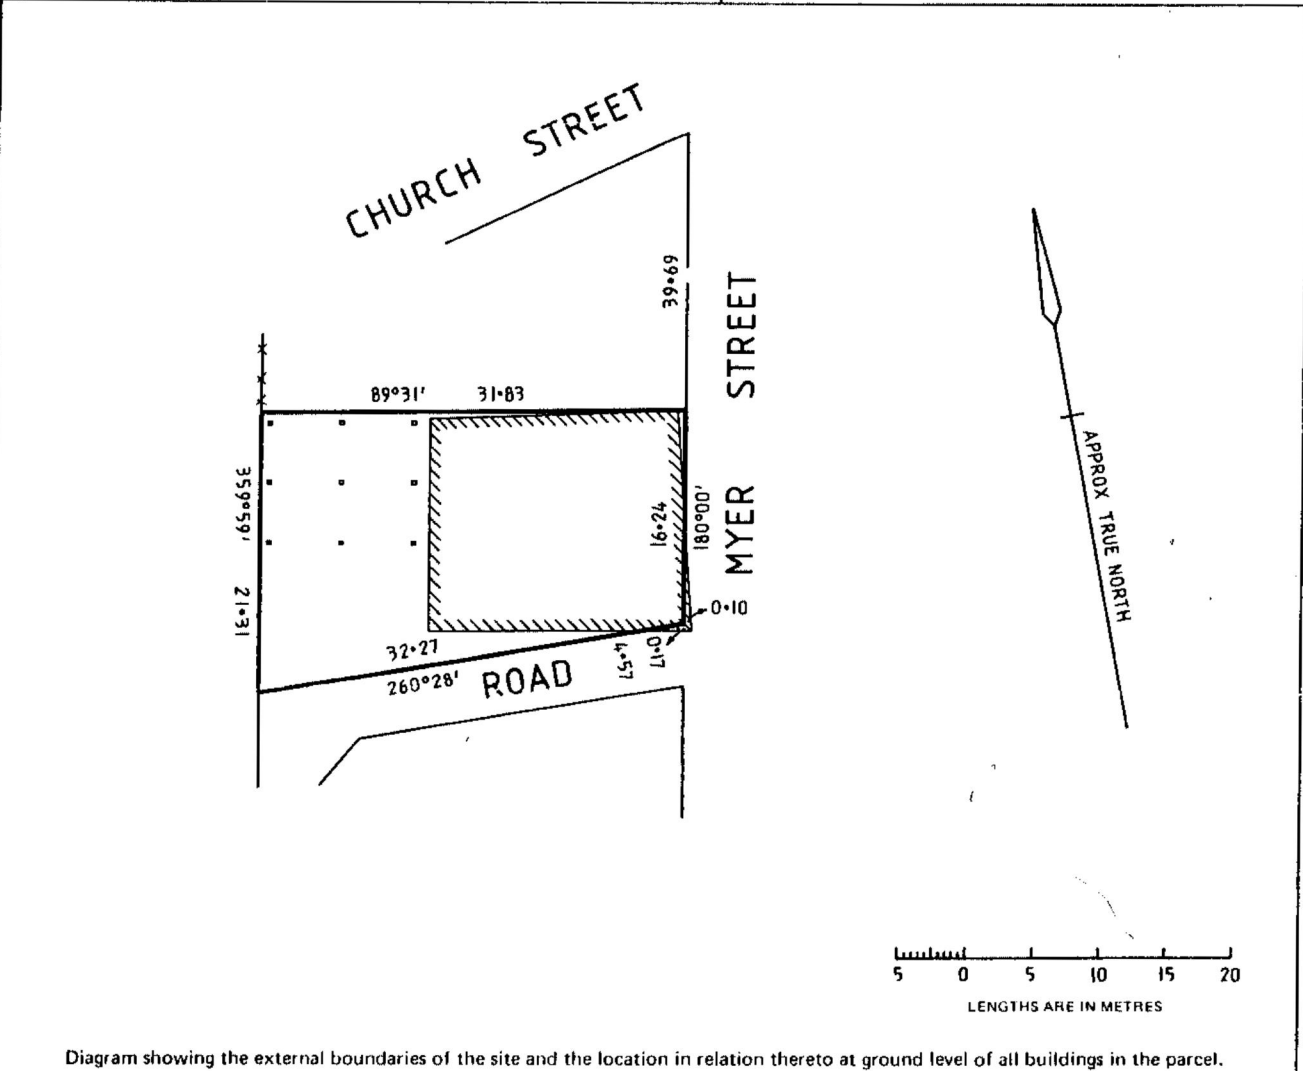 CHURCH STREET
39·69
MYER STREET
89°31' 31·83
359°59'
21·31
16·24
180°00'
0·10
0·17
4·57
32·27
260°28'
ROAD
APPROX TRUE NORTH
5 0 5 10 15 20
LENGTHS ARE IN METRES
Diagram showing the external boundaries of the site and the location in relation thereto at ground level of all buildings in the parcel.